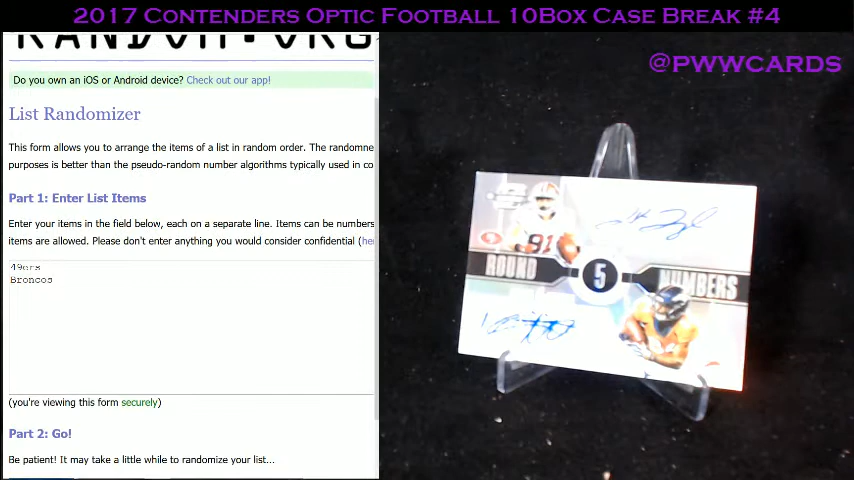 2017 Contenders Optic Football 10Box Case Break #4
@PWWCARDS
Do you own an iOS or Android device? Check out our app!
List Randomizer
This form allows you to arrange the items of a list in random order. The randomne
purposes is better than the pseudo-random number algorithms typically used in co
Part 1: Enter List Items
Enter your items in the field below, each on a separate line. Items can be numbers
items are allowed. Please don't enter anything you would consider confidential (he
49ers
Broncos
(you're viewing this form securely)
Part 2: Go!
Be patient! It may take a little while to randomize your list...
91
ROUND 5 NUMBERS